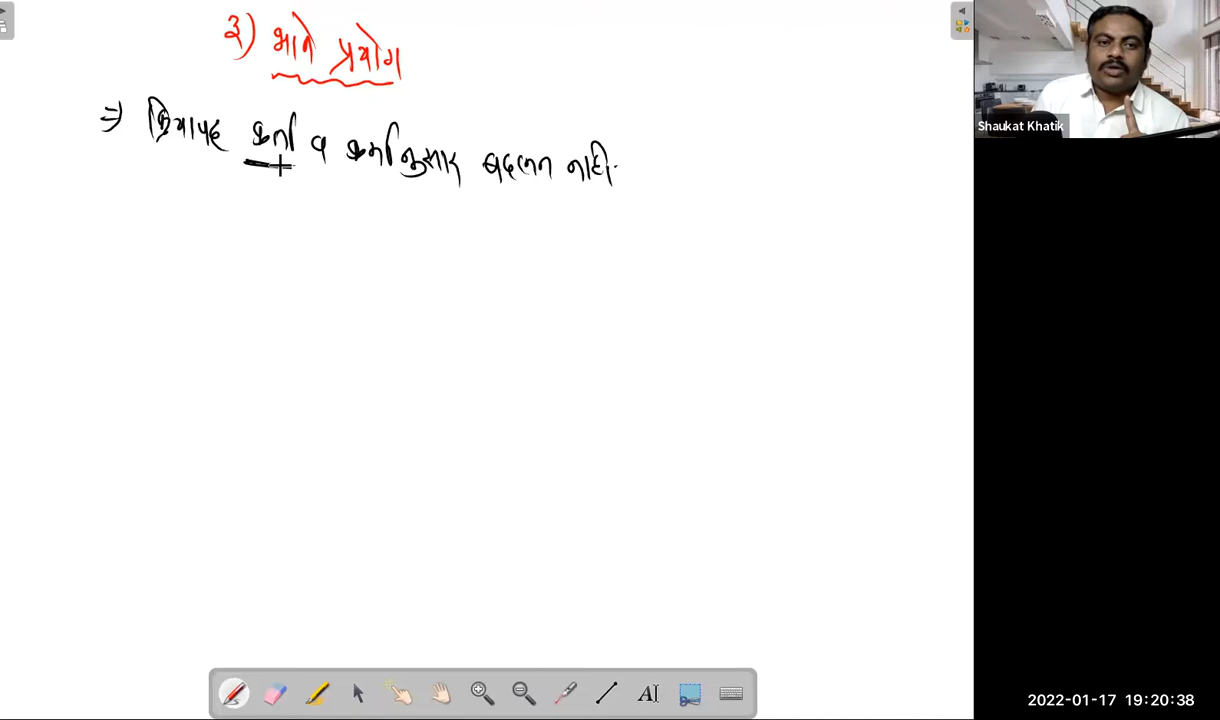 ३) भावे प्रयोग
⇒ क्रियापद कर्ता व कर्मानुसार बदलत नाही.
Shaukat Khatik
2022-01-17 19:20:38